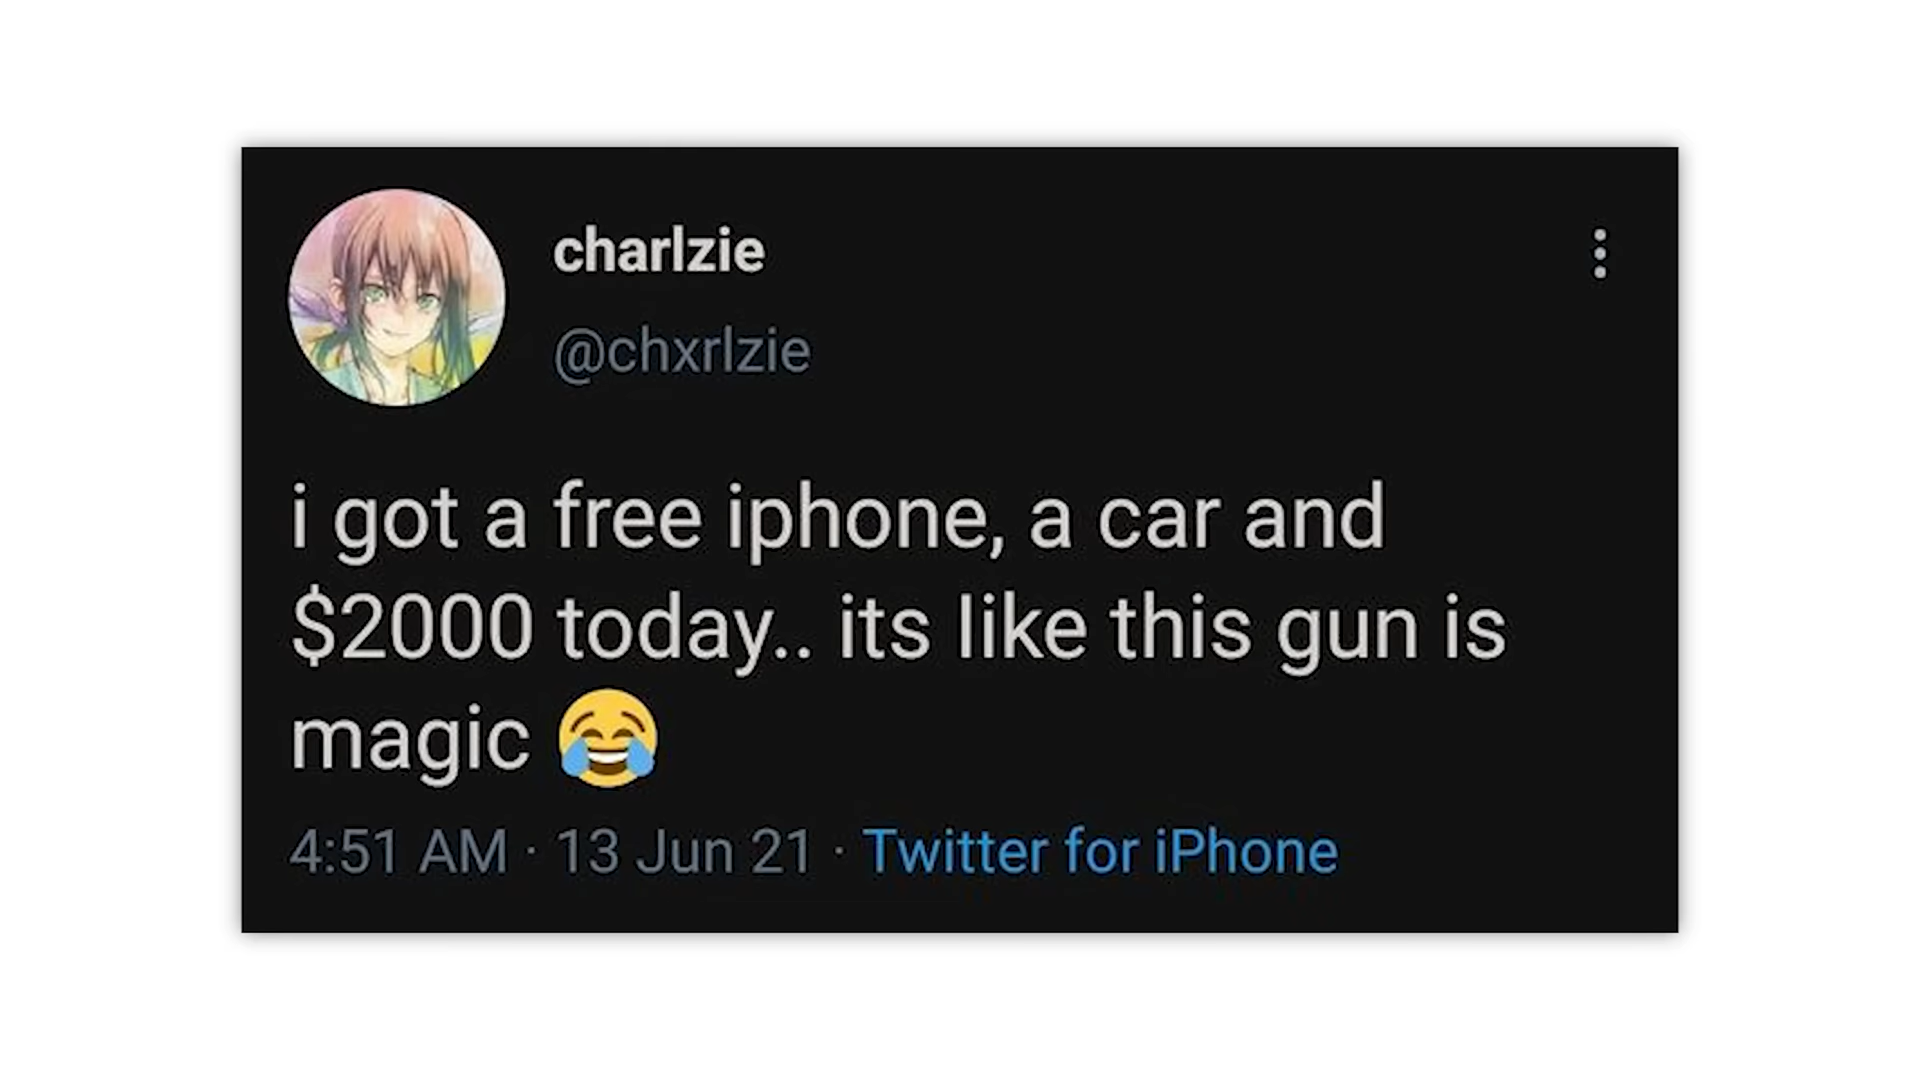 charlzie
@chxrlzie
i got a free iphone, a car and
$2000 today.. its like this gun is
magic 😂
4:51 AM · 13 Jun 21 · Twitter for iPhone